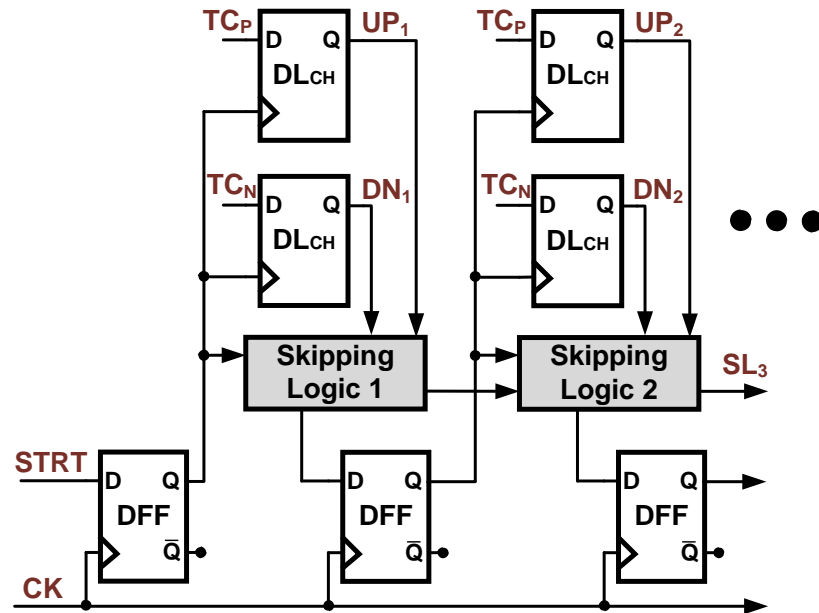 TCP
D Q
UP1
DLCH
TCP
D Q
UP2
DLCH
TCN
D Q
DN1
DLCH
TCN
D Q
DN2
DLCH
Skipping
Logic 1
Skipping
Logic 2
SL3
STRT
D Q
DFF
Q̅
D Q
DFF
Q̅
D Q
DFF
Q̅
CK